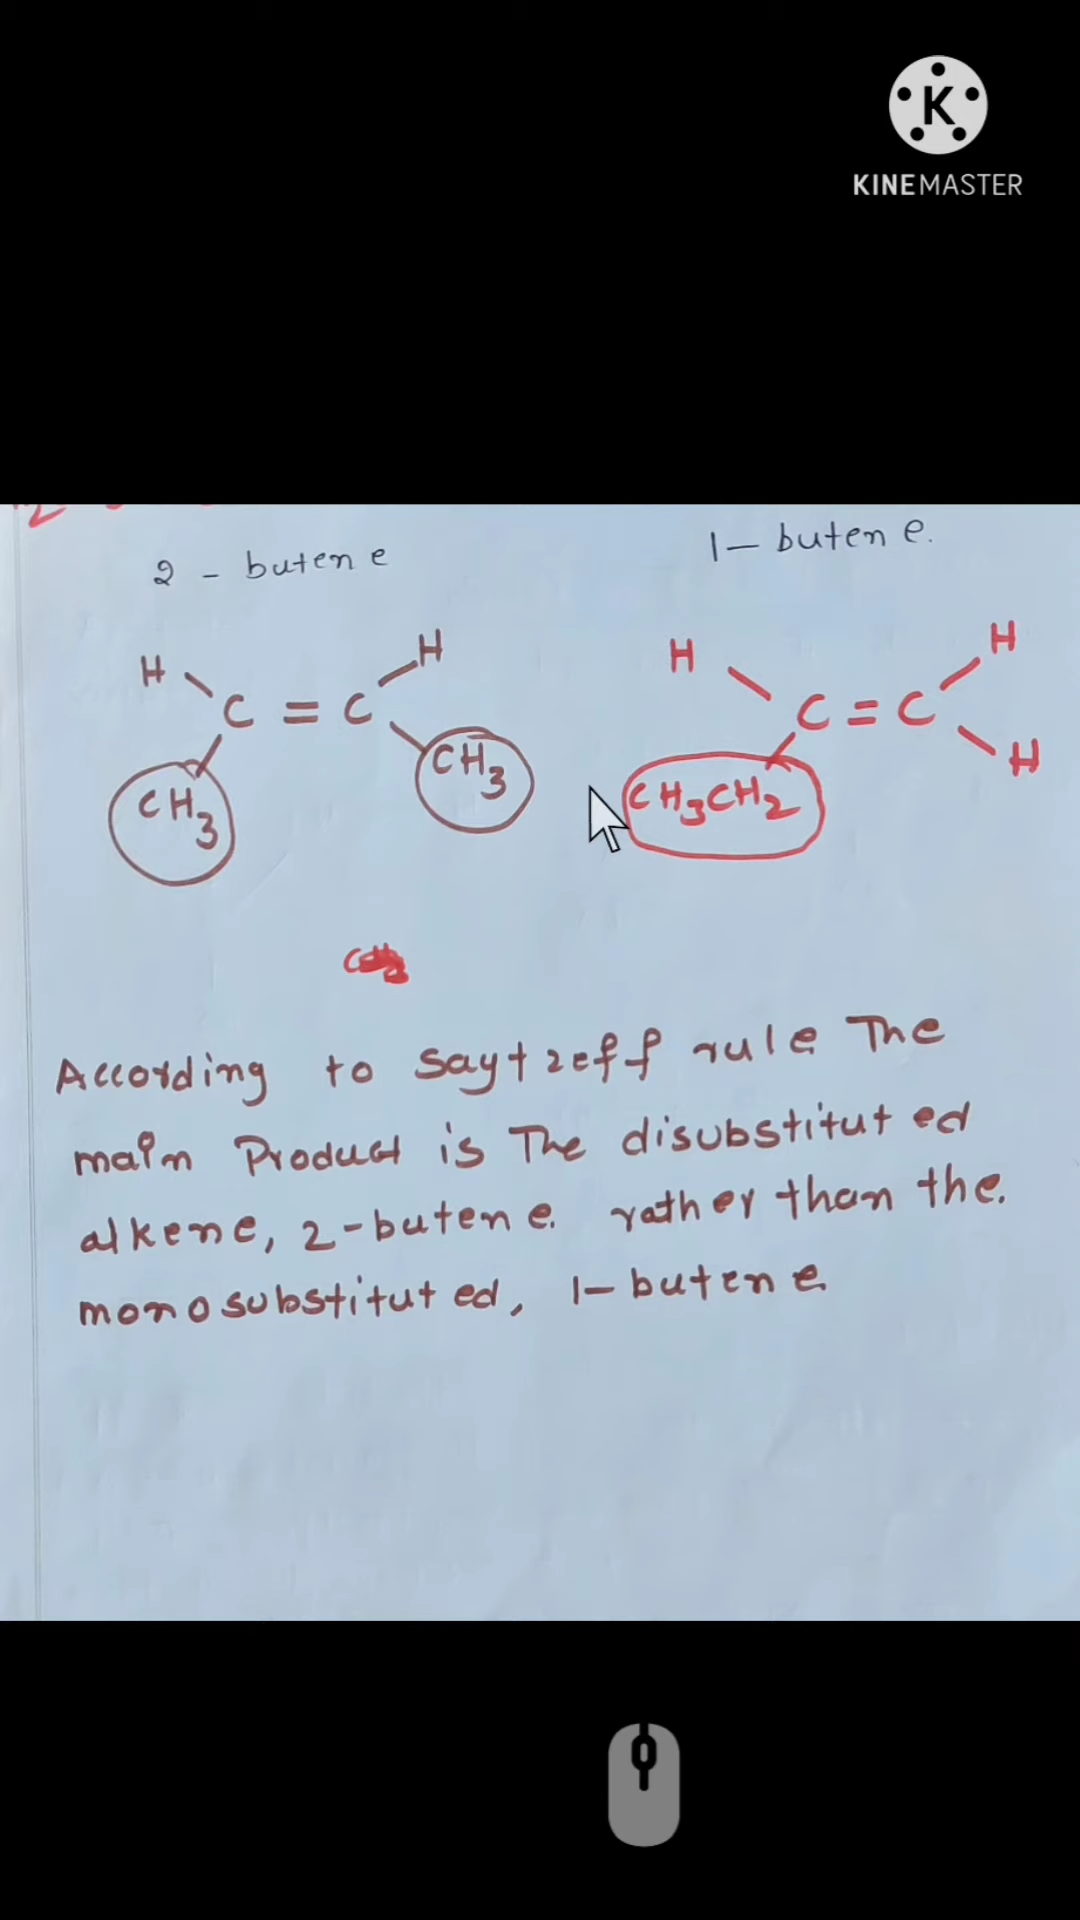 K
KINEMASTER
2 - butene
1- butene.
H H
C = C
CH3 CH3
H H
C = C
CH3CH2 H
According to saytzeff rule The
main Product is The disubstituted
alkene, 2-butene. rather than the.
monosubstituted, 1-butene